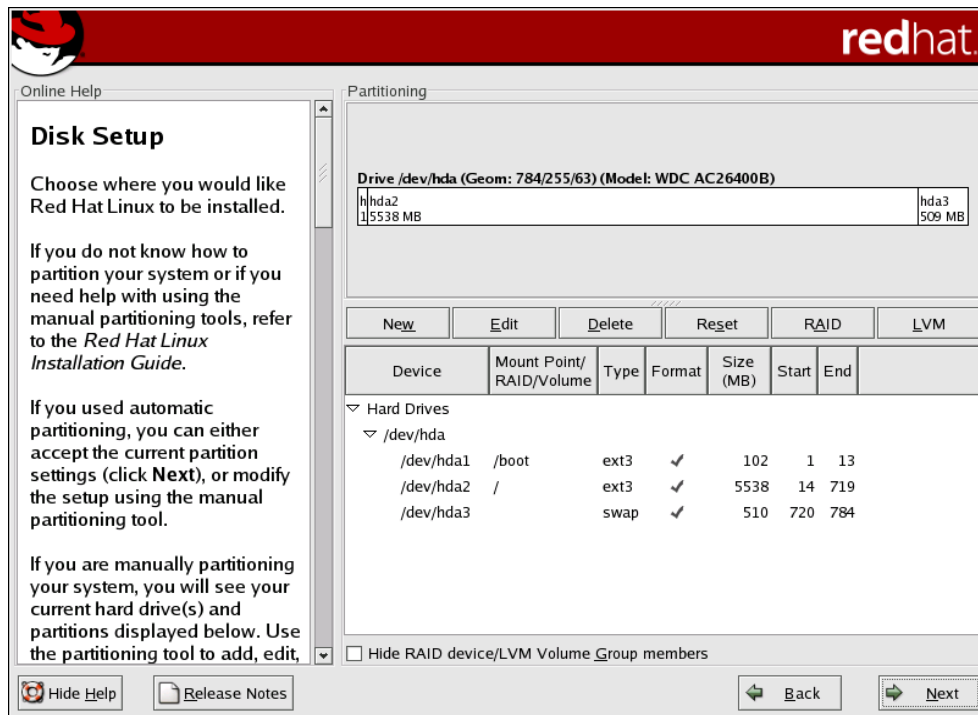 redhat.
Online Help
Disk Setup
Choose where you would like
Red Hat Linux to be installed.
If you do not know how to
partition your system or if you
need help with using the
manual partitioning tools, refer
to the Red Hat Linux
Installation Guide.
If you used automatic
partitioning, you can either
accept the current partition
settings (click Next), or modify
the setup using the manual
partitioning tool.
If you are manually partitioning
your system, you will see your
current hard drive(s) and
partitions displayed below. Use
the partitioning tool to add, edit,
Partitioning
Drive /dev/hda (Geom: 784/255/63) (Model: WDC AC26400B)
h hda2 hda3
1 5538 MB 509 MB
New Edit Delete Reset RAID LVM
Device Mount Point/ RAID/Volume Type Format Size (MB) Start End
Hard Drives
/dev/hda
/dev/hda1 /boot ext3 102 1 13
/dev/hda2 / ext3 5538 14 719
/dev/hda3 swap 510 720 784
Hide RAID device/LVM Volume Group members
Hide Help Release Notes Back Next